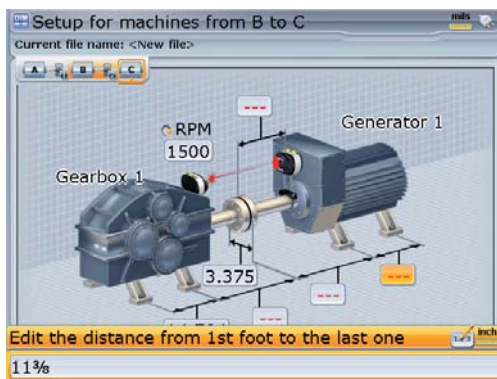 Setup for machines from B to C
mils
Current file name: <New file>
A B C
---
RPM
1500
Generator 1
Gearbox 1
3.375
---
---
Edit the distance from 1st foot to the last one
inch
11⅜